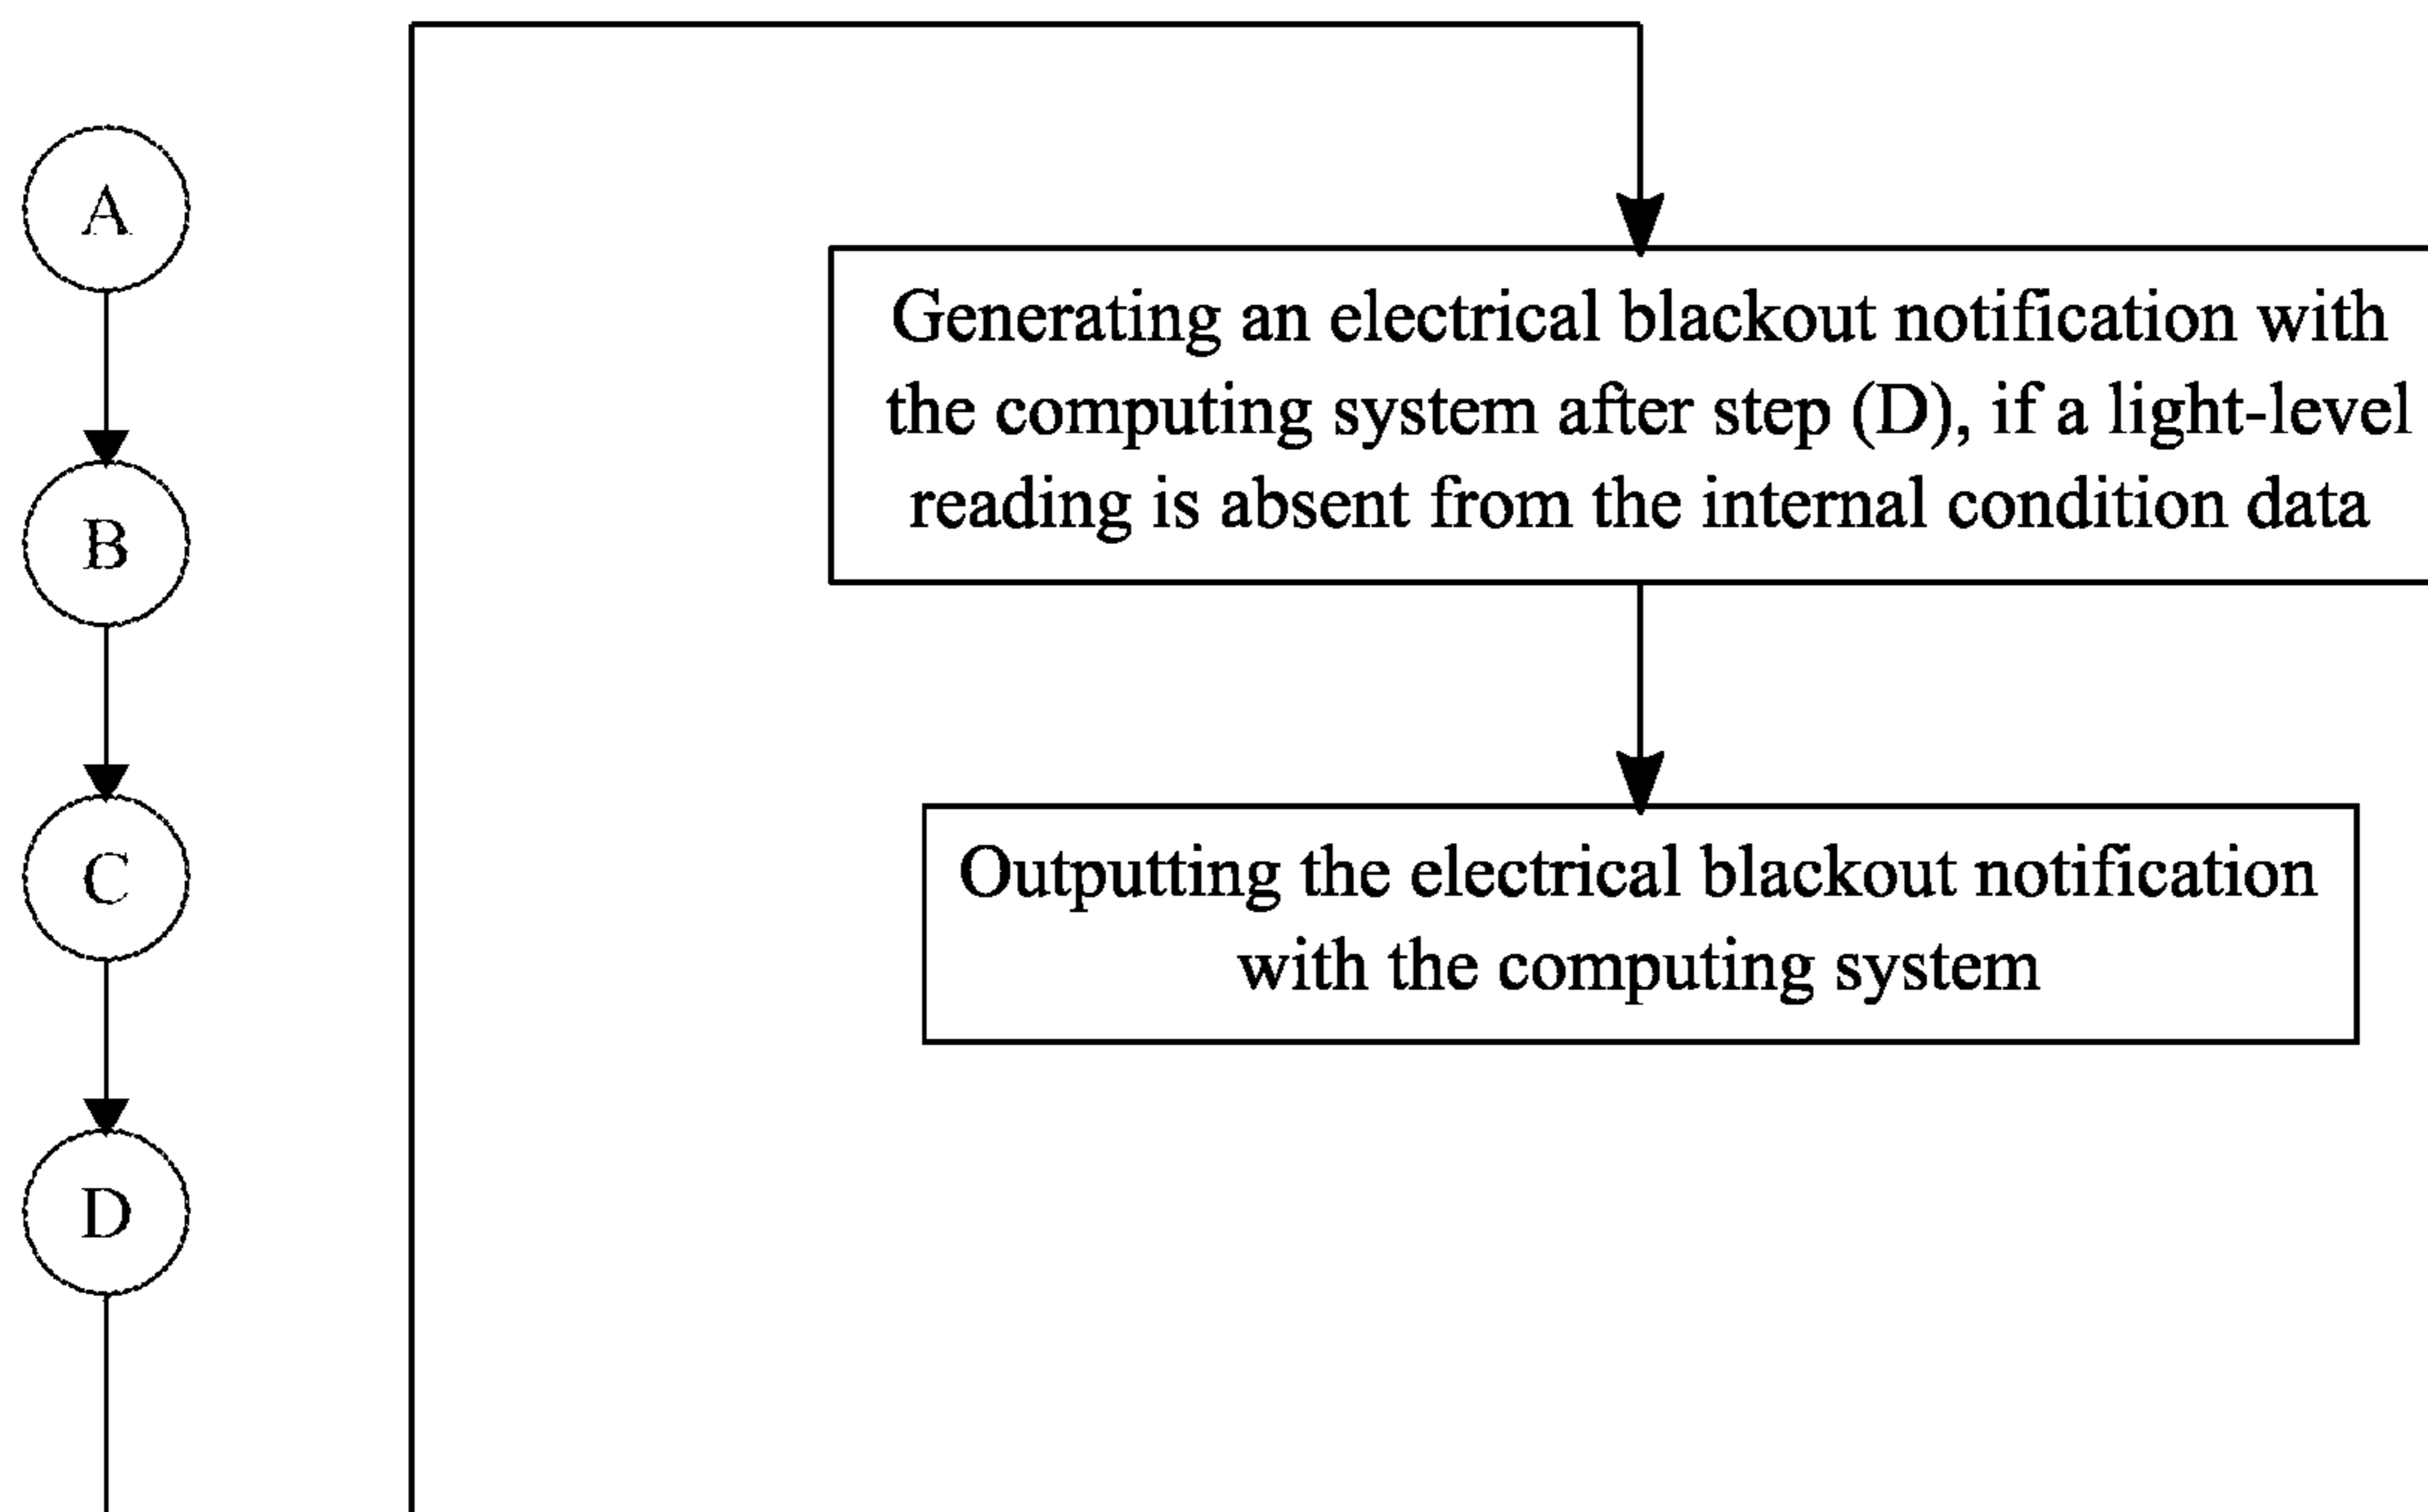 A
B
C
D
Generating an electrical blackout notification with
the computing system after step (D), if a light-level
reading is absent from the internal condition data
Outputting the electrical blackout notification
with the computing system